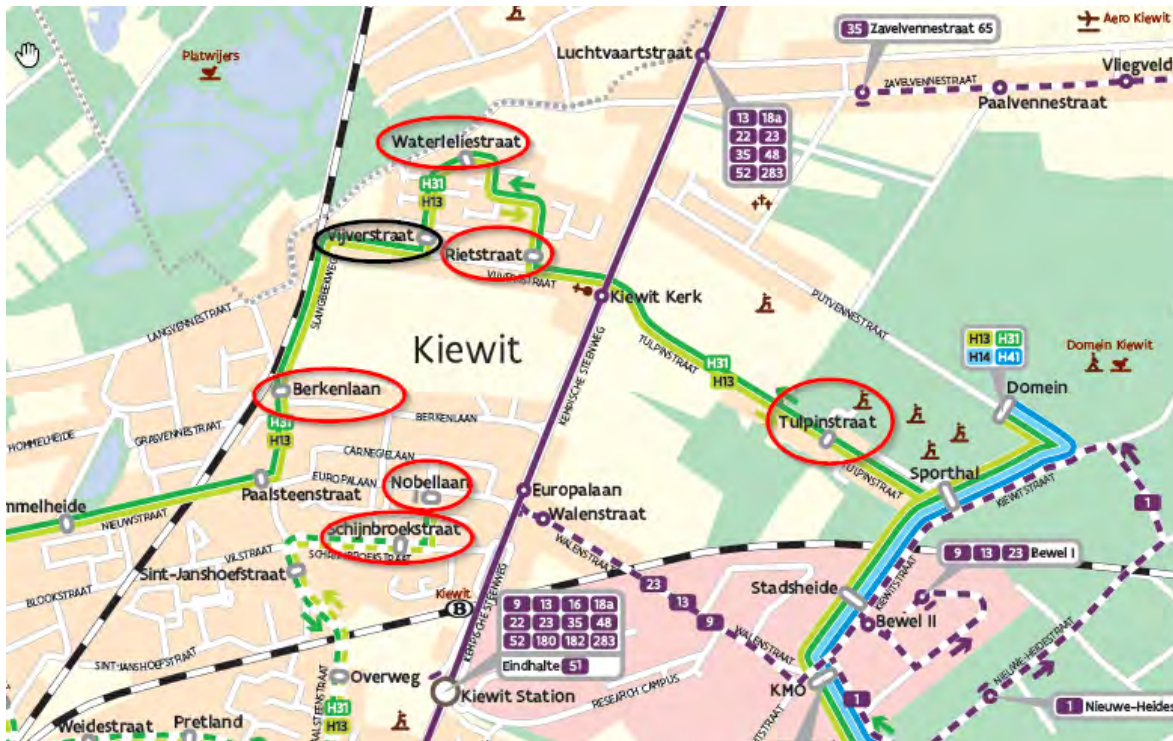 Platwijers
Luchtvaartstraat
35 Zavelvennestraat 65
Aero Kiewit
Vliegveld
ZAVELVENNESTRAAT
Paalvennestraat
13 18a
22 23
35 48
52 283
Waterleliestraat
H31
H13
Vijverstraat
Rietstraat
VIJVERSTRAAT
SLANGBEEKWEG
LANGVENNESTRAAT
Kiewit Kerk
PUTVENNESTRAAT
Kiewit
KEMPISCHE STEENWEG
TULPINSTRAAT
H31
H13
H13 H31
H14 H41
Domein Kiewit
Domein
Berkenlaan
BERKENLAAN
H31
H13
HOMMELHEIDE
GRASVENNESTRAAT
CARNEGIELAAN
Tulpinstraat
TULPINSTRAAT
Sporthal
KIEWITSTRAAT
EUROPALAAN
Nobellaan
Paalsteenstraat
mmelheide
NIEUWSTRAAT
Europalaan
Walenstraat
1
Schijnbroekstraat
SCHIJNBROEKSTRAAT
VILSTRAAT
Sint-Janshoefstraat
WALENSTRAAT
23
13
9
9 13 23 Bewel I
Stadsheide
KIEWITSTRAAT
Bewel II
BLOOKSTRAAT
Kiewit
B
KEMPISCHE STEENWEG
9 13 16 18a
22 23 35 48
52 180 182 283
Eindhalte 51
WALENSTRAAT
NIEUWE-HEIDESTRAAT
SINT-JANSHOEFSTRAAT
Overweg
Kiewit Station
RESEARCH CAMPUS
KMO
1
1 Nieuwe-Heides
AALSTEENSTRAAT
H31
H13
Weidestraat
Pretland
TSTRAAT